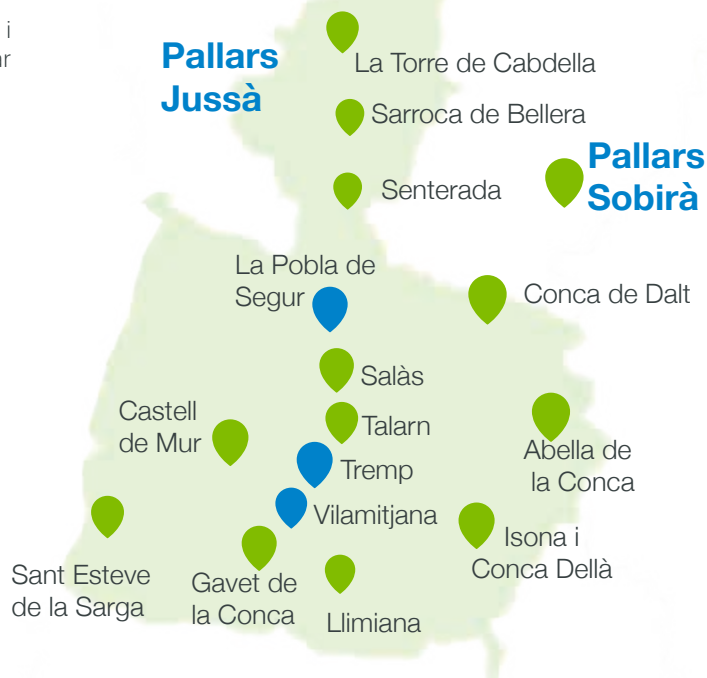 i
ar
Pallars
Jussà
La Torre de Cabdella
Sarroca de Bellera
Pallars
Sobirà
Senterada
La Pobla de
Segur
Conca de Dalt
Salàs
Castell
de Mur
Talarn
Abella de
la Conca
Tremp
Vilamitjana
Isona i
Conca Dellà
Sant Esteve
de la Sarga
Gavet de
la Conca
Llimiana